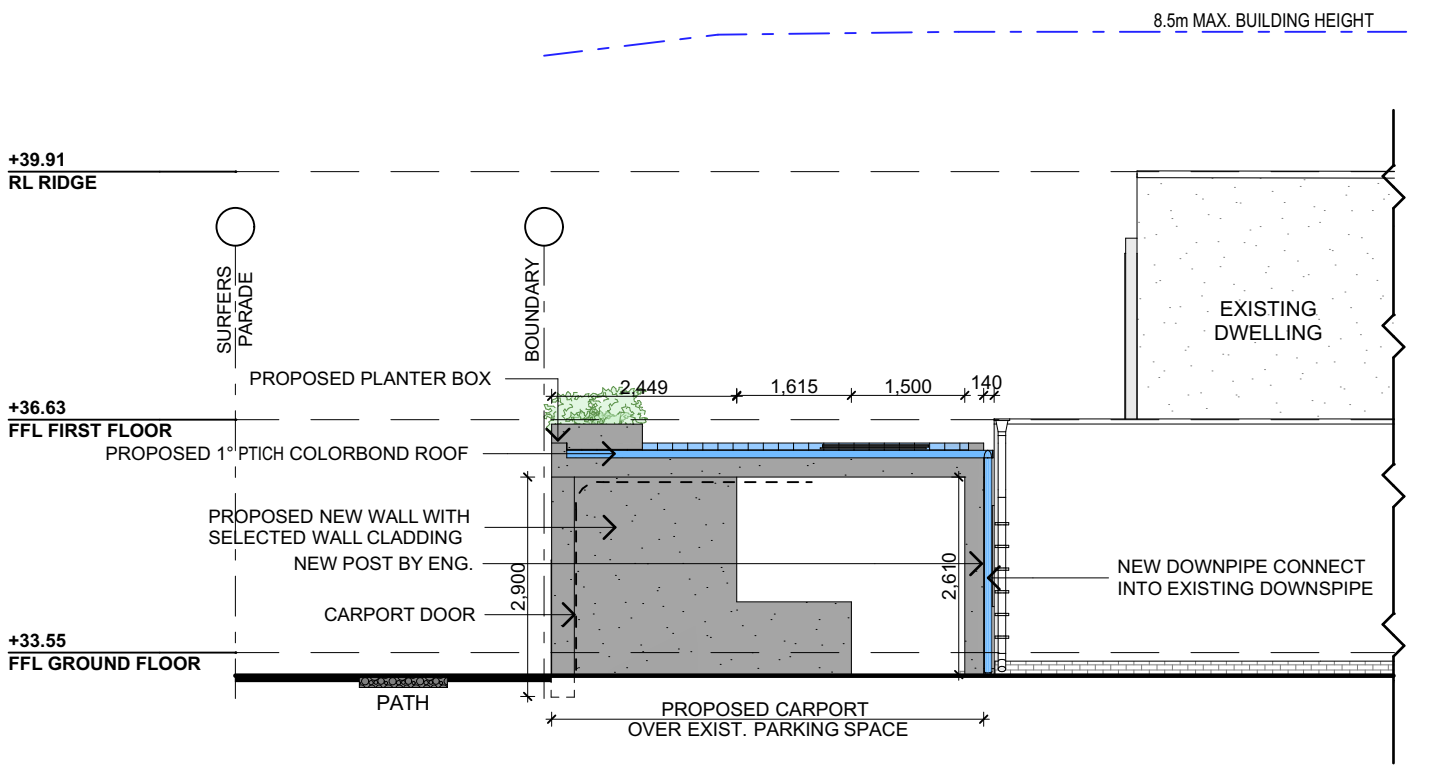 8.5m MAX. BUILDING HEIGHT
+39.91
RL RIDGE
SURFERS
PARADE
BOUNDARY
EXISTING
DWELLING
PROPOSED PLANTER BOX
2,449
1,615
1,500
140
+36.63
FFL FIRST FLOOR
PROPOSED 1° PTICH COLORBOND ROOF
PROPOSED NEW WALL WITH
SELECTED WALL CLADDING
NEW POST BY ENG.
2,900
2,610
NEW DOWNPIPE CONNECT
INTO EXISTING DOWNSPIPE
CARPORT DOOR
+33.55
FFL GROUND FLOOR
PATH
PROPOSED CARPORT
OVER EXIST. PARKING SPACE